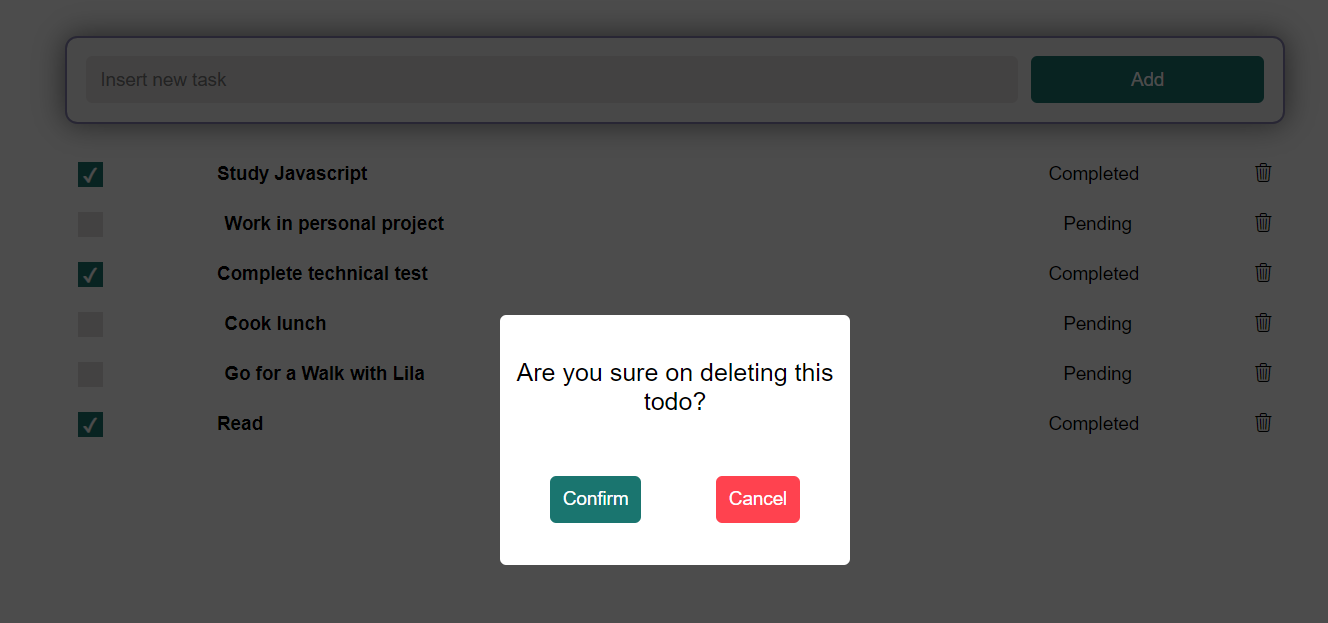 Insert new task Add
Study Javascript Completed
Work in personal project Pending
Complete technical test Completed
Cook lunch Pending
Go for a Walk with Lila Pending
Read Completed
Are you sure on deleting this
todo?
Confirm Cancel